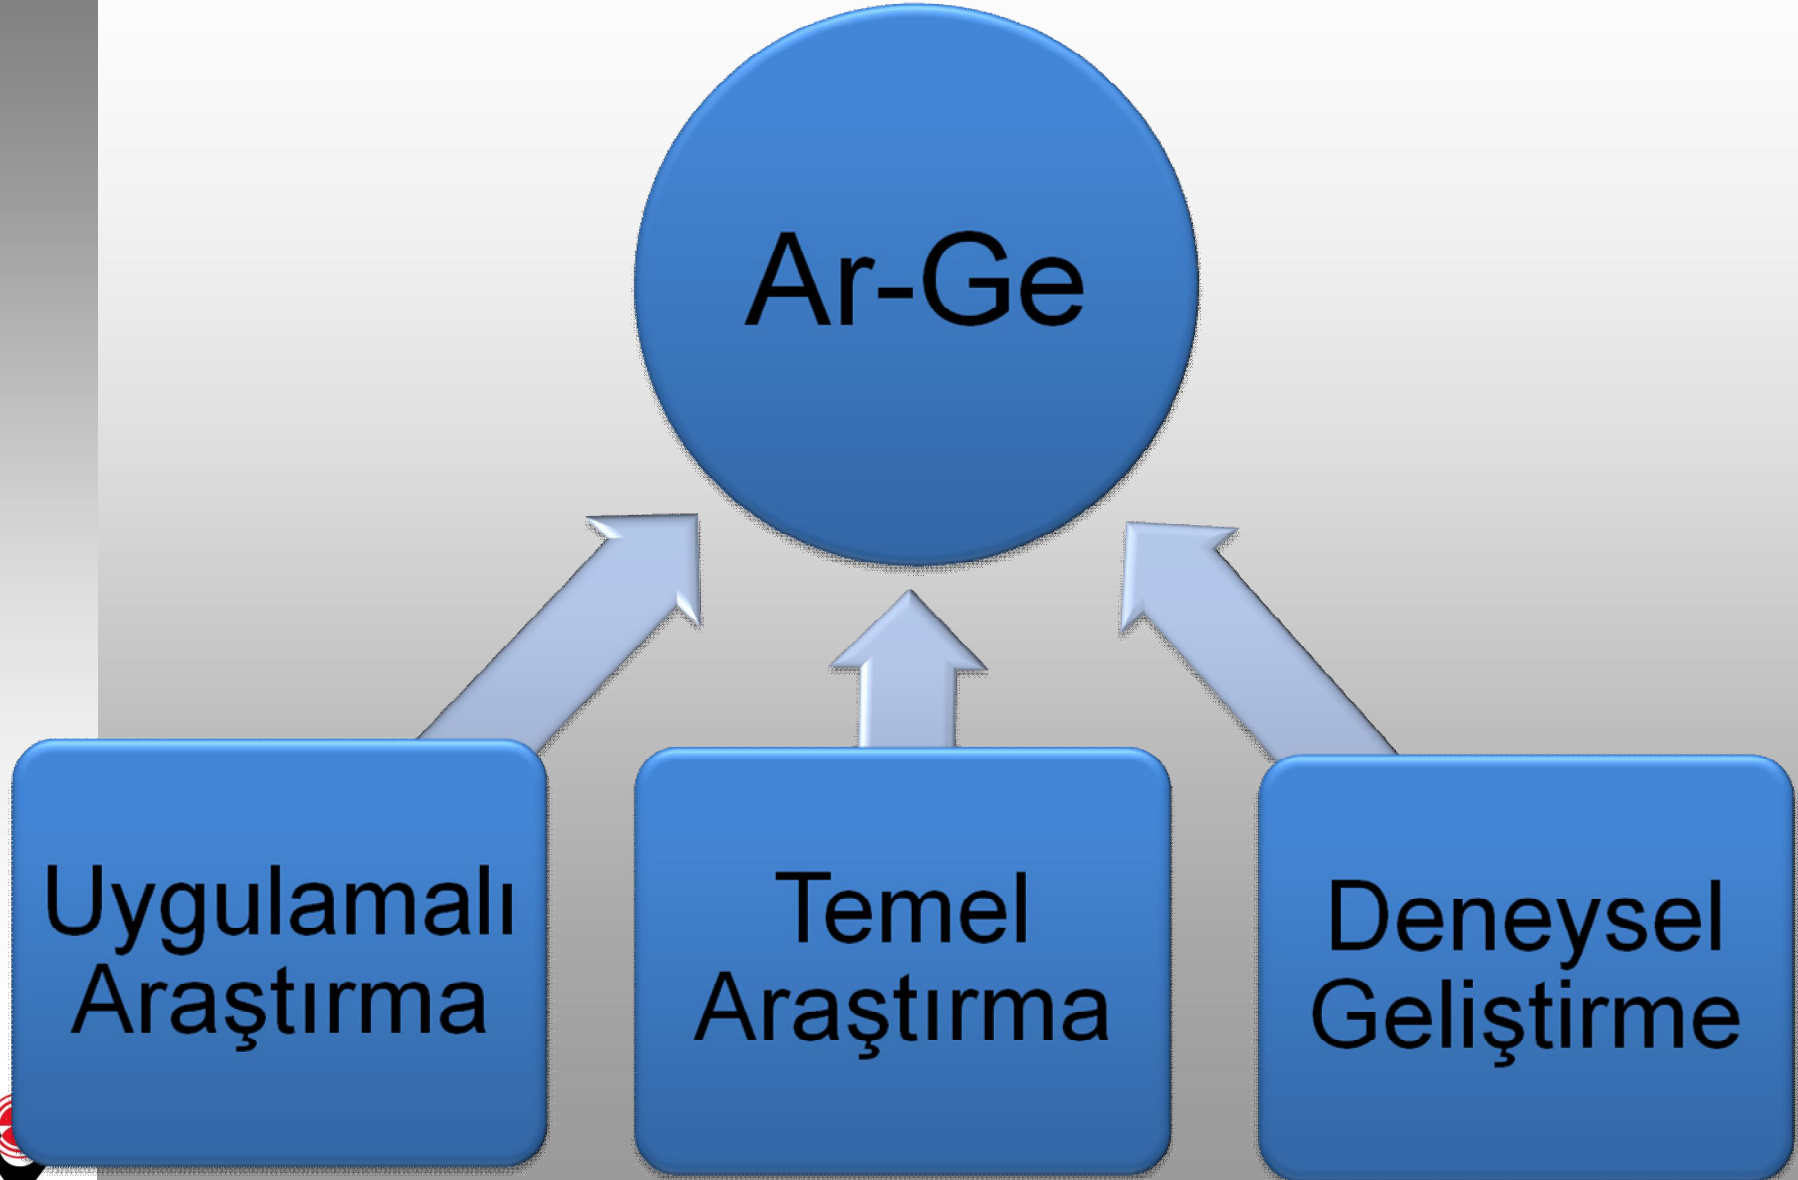 Ar-Ge
Uygulamalı
Araştırma
Temel
Araştırma
Deneysel
Geliştirme